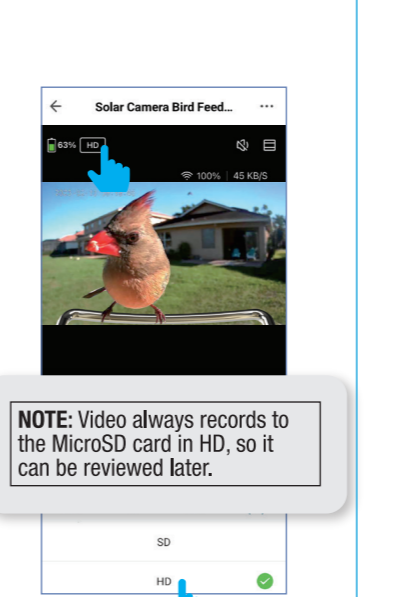 ← Solar Camera Bird Feed... ...
63% HD
100% | 45 KB/S
NOTE: Video always records to
the MicroSD card in HD, so it
can be reviewed later.
SD
HD